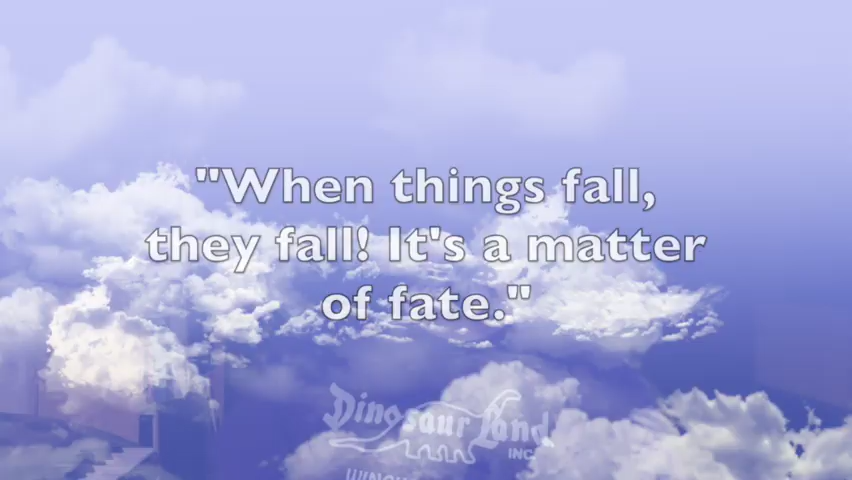 "When things fall,
they fall! It's a matter
of fate."
Dinosaur Land
INC.